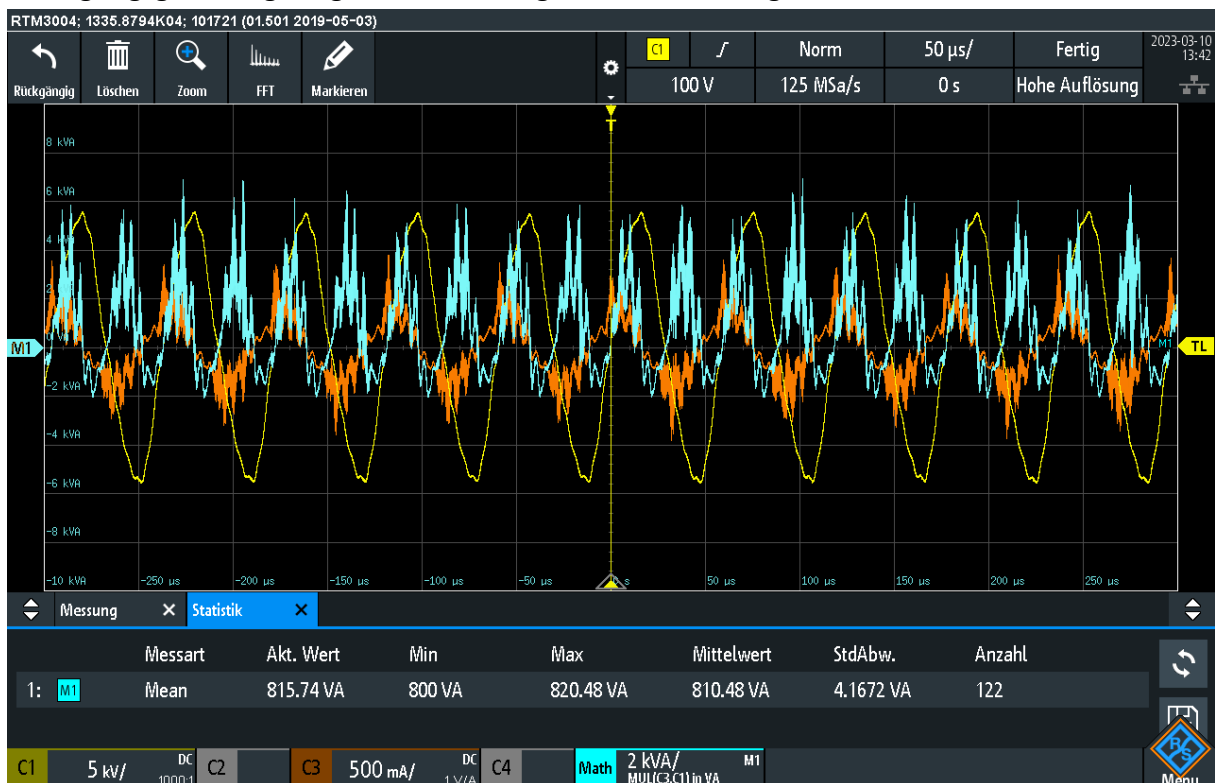 RTM3004; 1335.8794K04; 101721 (01.501 2019-05-03)
C1 Norm 50 µs/ Fertig 2023-03-10
13:42
Rückgängig Löschen Zoom FFT Markieren 100 V 125 MSa/s 0 s Hohe Auflösung
T
8 kVA
6 kVA
4 kVA
2
M1 M1 TL
-2 kVA
-4 kVA
-6 kVA
-8 kVA
-10 kVA -250 µs -200 µs -150 µs -100 µs -50 µs 0 s 50 µs 100 µs 150 µs 200 µs 250 µs
Messung Statistik
Messart Akt. Wert Min Max Mittelwert StdAbw. Anzahl
1: M1 Mean 815.74 VA 800 VA 820.48 VA 810.48 VA 4.1672 VA 122
C1 5 kV/ DC 1000:1 C2 C3 500 mA/ DC 1 V/A C4 Math 2 kVA/ M1
MUL(C3,C1) in VA
R&S
Menu